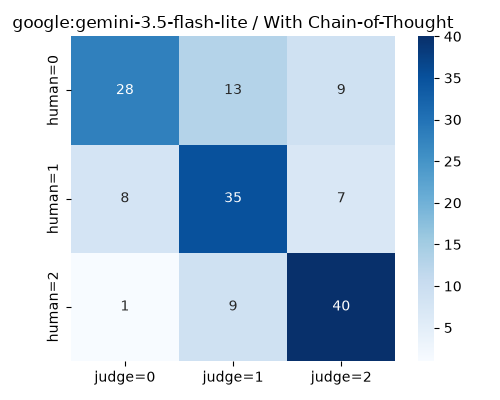 google:gemini-3.5-flash-lite / With Chain-of-Thought
human=0 28 13 9
human=1 8 35 7
human=2 1 9 40
judge=0 judge=1 judge=2
40
35
30
25
20
15
10
5